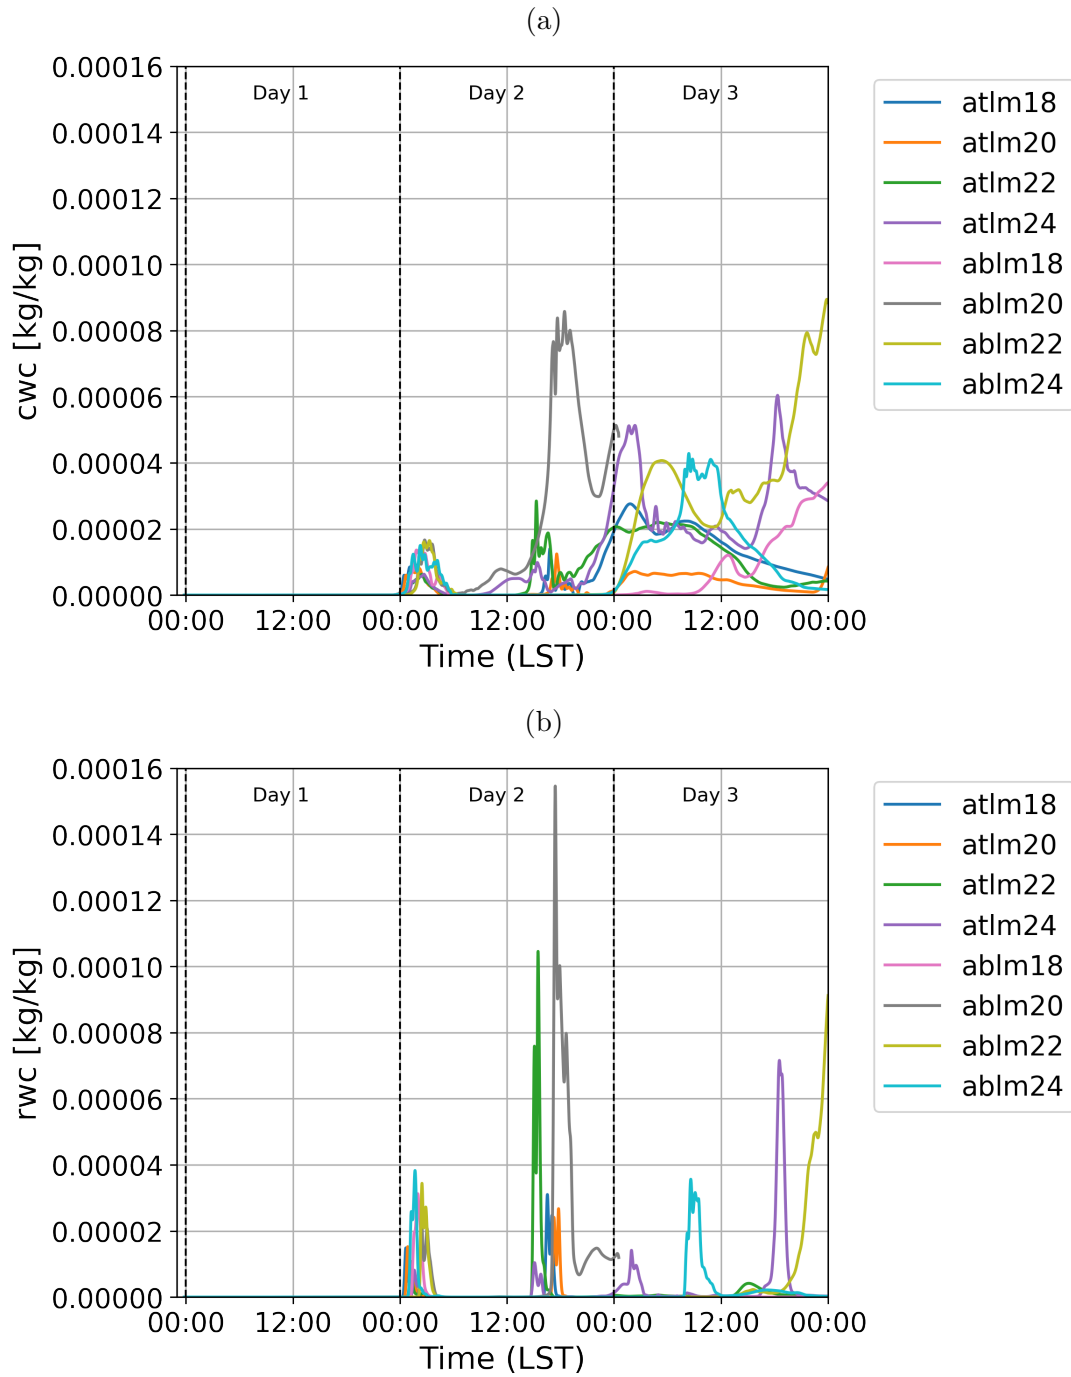 (a)
0.00016
0.00014
0.00012
0.00010
0.00008
0.00006
0.00004
0.00002
0.00000
cwc [kg/kg]
Day 1
Day 2
Day 3
00:00 12:00 00:00 12:00 00:00 12:00 00:00
Time (LST)
atlm18
atlm20
atlm22
atlm24
ablm18
ablm20
ablm22
ablm24
(b)
0.00016
0.00014
0.00012
0.00010
0.00008
0.00006
0.00004
0.00002
0.00000
rwc [kg/kg]
Day 1
Day 2
Day 3
00:00 12:00 00:00 12:00 00:00 12:00 00:00
Time (LST)
atlm18
atlm20
atlm22
atlm24
ablm18
ablm20
ablm22
ablm24